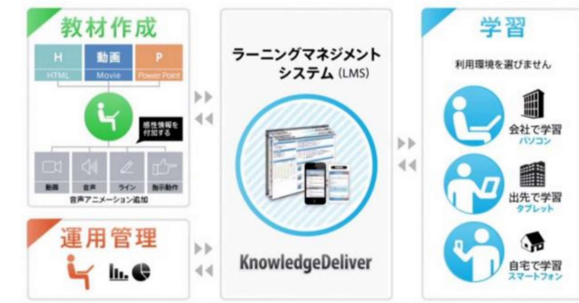 教材作成
H
HTML
動画
Movie
P
Power Point
感性情報を
付加する
動画
音声
ライン
指示動作
音声アニメーション追加
運用管理
ラーニングマネジメント
システム (LMS)
KnowledgeDeliver
学習
利用環境を選びません
会社で学習
パソコン
出先で学習
タブレット
自宅で学習
スマートフォン